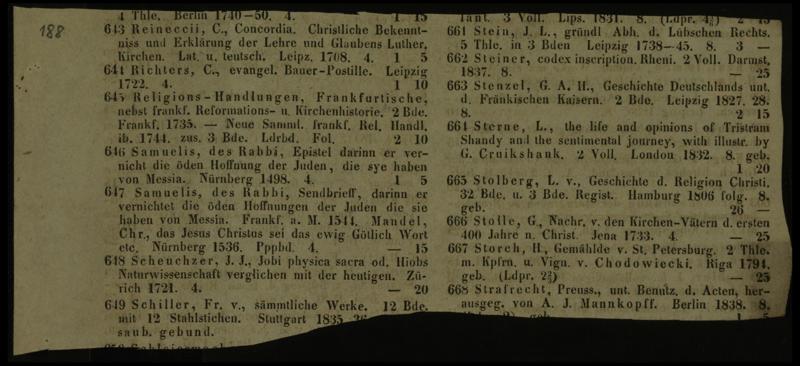 188
4 Thle. Berlin 1740—50. 4. 1 15
643 Reineccii, C., Concordia. Christliche Bekennt-
niss und Erklärung der Lehre und Glaubens Luther.
Kirchen. Lat. u. teutsch. Leipz. 1708. 4. 1 5
644 Richters, C., evangel. Bauer-Postille. Leipzig
1722. 4. 1 10
645 Religions-Handlungen, Frankfurtische,
nebst frankf. Reformations- u. Kirchenhistorie. 2 Bde.
Frankf. 1735. — Neue Samml. frankf. Rel. Handl.
ib. 1744. zus. 3 Bde. Ldrbd. Fol. 2 10
646 Samuelis, des Rabbi, Epistel darinn er ver-
nicht die öden Hoffnung der Juden, die sye haben
von Messia. Nürnberg 1498. 4. 1 5
647 Samuelis, des Rabbi, Sendbrieff, darinn er
vernichtet die öden Hoffnungen der Juden die sie
haben von Messia. Frankf. a. M. 1544. Mandel,
Chr., das Jesus Christus sei das ewig Götlich Wort
etc. Nürnberg 1536. Pppbd. 4. — 15
648 Scheuchzer, J. J., Jobi physica sacra od. Hiobs
Naturwissenschaft verglichen mit der heutigen. Zü-
rich 1721. 4. — 20
649 Schiller, Fr. v., sämmtliche Werke. 12 Bde.
mit 12 Stahlstichen. Stuttgart 1835
saub. gebund.
3 Voll. Lips. 1831. 8. (Ldpr. 2 15
661 Stein, J. L., gründl Abh. d. Lübschen Rechts.
5 Thle. in 3 Bden Leipzig 1738—45. 8. 3 —
662 Steiner, codex inscription. Rheni. 2 Voll. Darmst.
1837. 8. — 25
663 Stenzel, G. A. H., Geschichte Deutschlands unt.
d. Fränkischen Kaisern. 2 Bde. Leipzig 1827. 28.
8. 2 15
664 Sterne, L., the life and opinions of Tristram
Shandy and the sentimental journey, with illustr. by
G. Cruikshank. 2 Voll. London 1832. 8. geb.
1 20
665 Stolberg, L. v., Geschichte d. Religion Christi.
32 Bde. u. 3 Bde. Regist. Hamburg 1806 folg. 8.
geb. 26 —
666 Stolle, G., Nachr. v. den Kirchen-Vätern d. ersten
400 Jahre n. Christ. Jena 1733. 4. — 25
667 Storch, H., Gemählde v. St. Petersburg. 2 Thle.
m. Kpfrn. u. Vign. v. Chodowiecki. Riga 1794.
geb. (Ldpr. 2⅔) — 25
668 Strafrecht, Preuss., unt. Benutz. d. Acten, her-
ausgeg. von A. J. Mannkopff. Berlin 1838. 8.